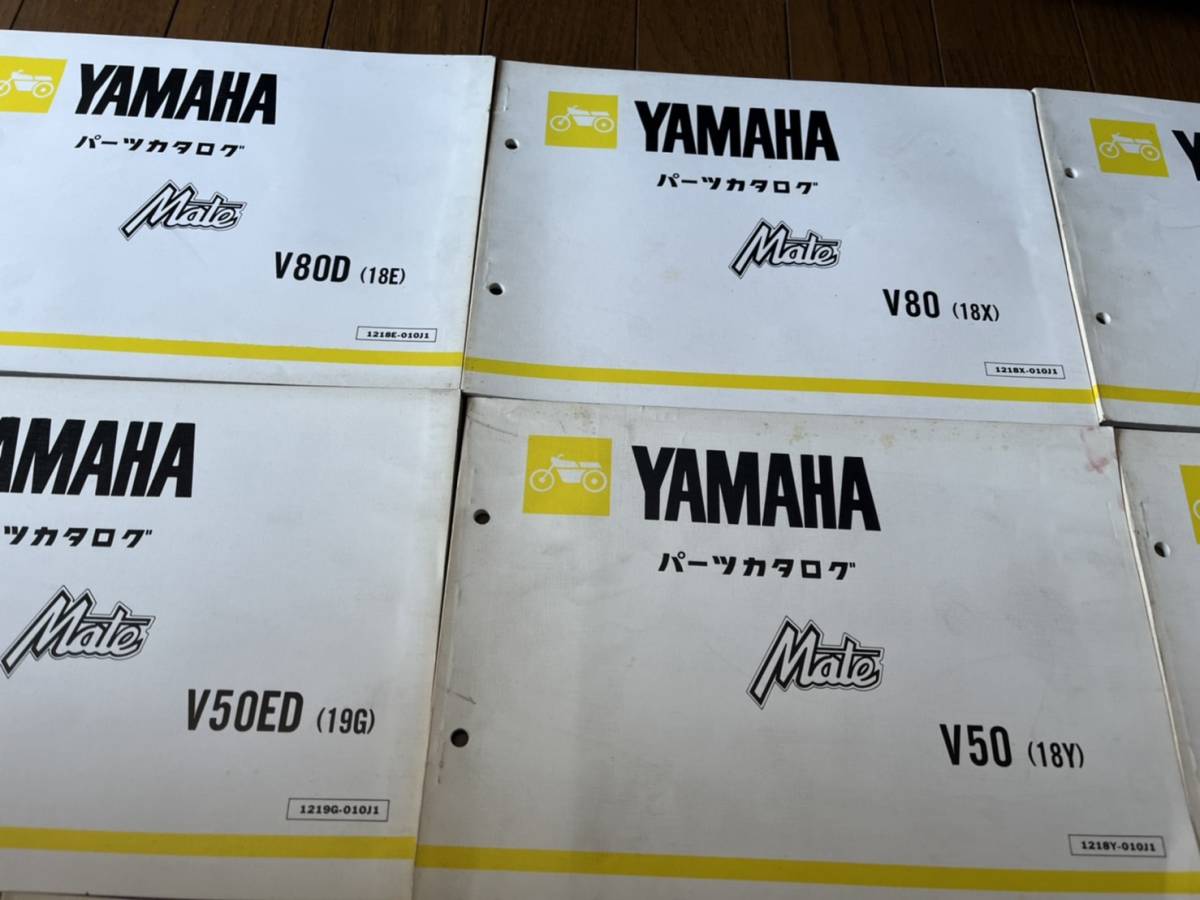 YAMAHA
パーツカタログ
Mate
V80D (18E)
1218E-010J1
YAMAHA
パーツカタログ
Mate
V80 (18X)
1218X-010J1
Y
AMAHA
ーツカタログ
Mate
V50ED (19G)
1219G-010J1
YAMAHA
パーツカタログ
Mate
V50 (18Y)
1218Y-010J1